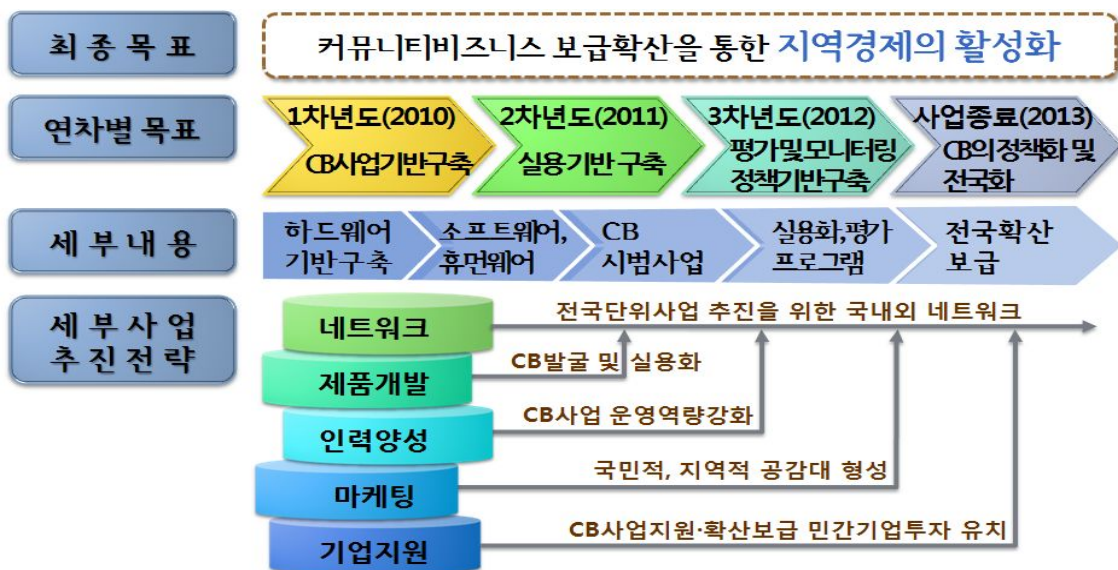 최종목표
커뮤니티비즈니스 보급확산을 통한 지역경제의 활성화
연차별 목표
1차년도(2010)
CB사업기반구축
2차년도(2011)
실용기반 구축
3차년도(2012)
평가및모니터링
정책기반구축
사업종료(2013)
CB의 정책화 및
전국화
세부내용
하드웨어
기반구축
소프트웨어,
휴먼웨어
CB
시범사업
실용화,평가
프로그램
전국확산
보급
세부사업
추진전략
네트워크
전국단위사업 추진을 위한 국내외 네트워크
제품개발
CB발굴 및 실용화
인력양성
CB사업 운영역량강화
마케팅
국민적, 지역적 공감대 형성
기업지원
CB사업지원·확산보급 민간기업투자 유치